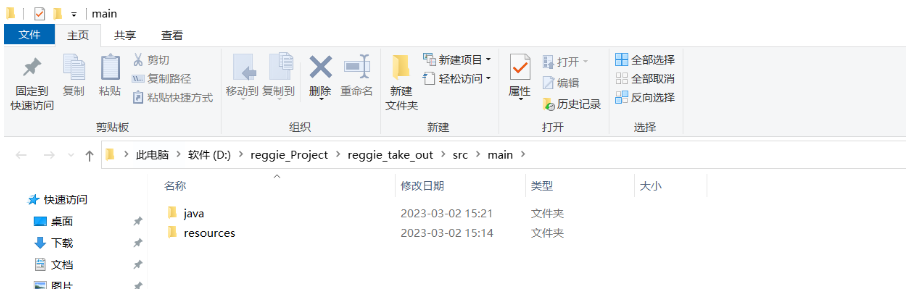 main
文件 主页 共享 查看
固定到快速访问 复制 粘贴 剪切 复制路径 粘贴快捷方式
移动到 复制到 删除 重命名
新建文件夹 新建项目 轻松访问
属性 打开 编辑 历史记录
全部选择 全部取消 反向选择
剪贴板 组织 新建 打开 选择
此电脑 > 软件 (D:) > reggie_Project > reggie_take_out > src > main >
名称 修改日期 类型 大小
快速访问
桌面
下载
文档
图片
java 2023-03-02 15:21 文件夹
resources 2023-03-02 15:14 文件夹